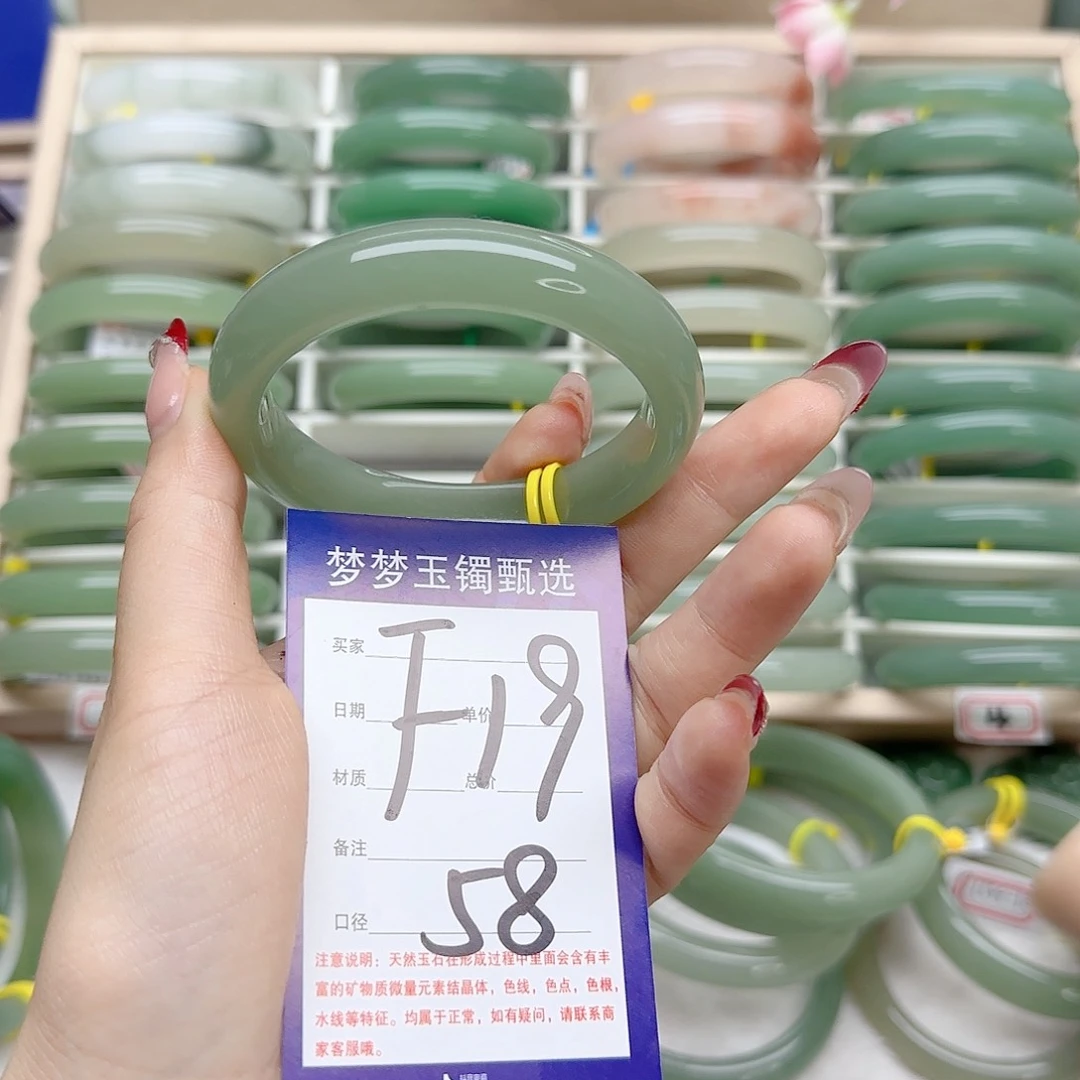 梦梦玉镯甄选
买家
F19
日期 单价
材质 总价
备注
口径 58
注意说明：天然玉石在形成过程中里面会含有丰
富的矿物质微量元素结晶体，色线，色点，色根，
水线等特征。均属于正常，如有疑问，请联系商
家客服哦。